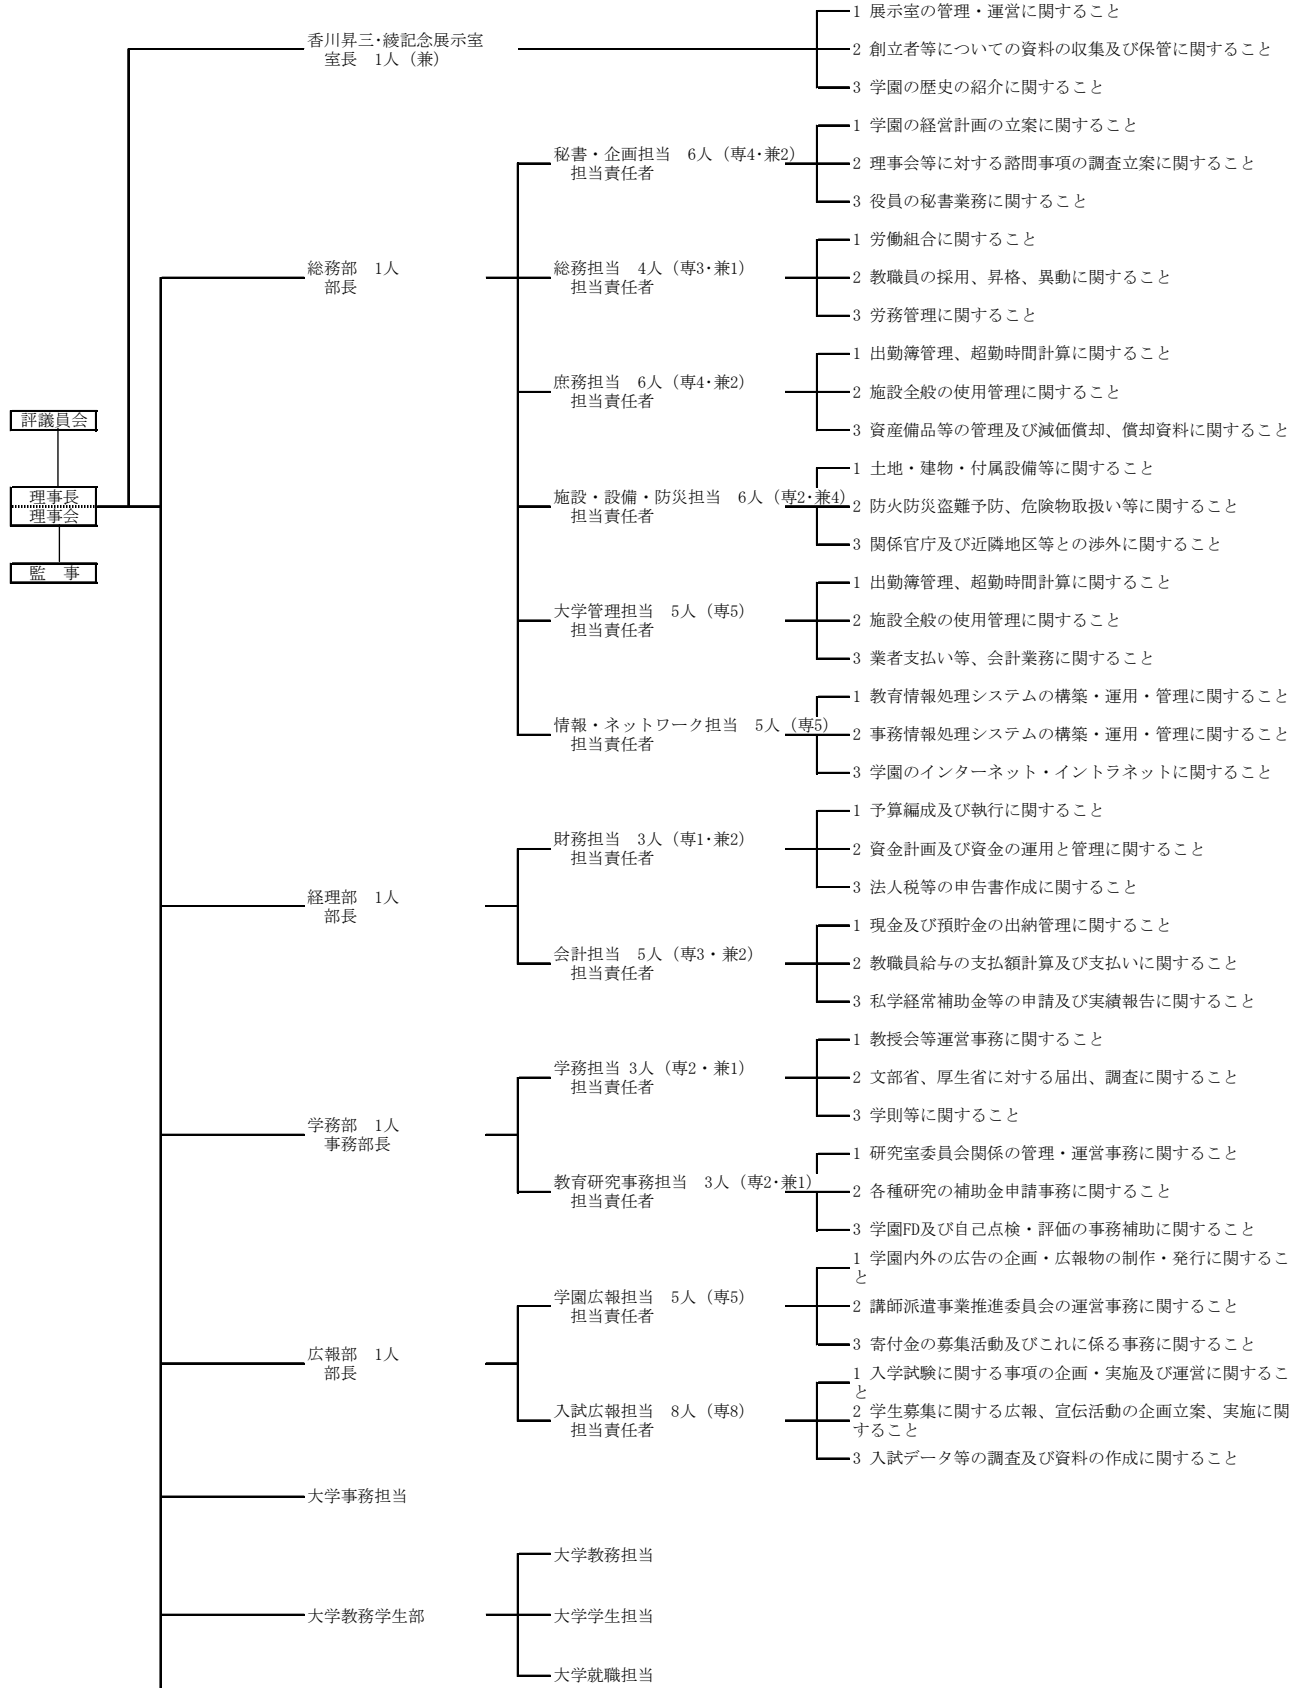 評議員会
理事長
理事会
監　事
香川昇三・綾記念展示室
室長　1人（兼）
1 展示室の管理・運営に関すること
2 創立者等についての資料の収集及び保管に関すること
3 学園の歴史の紹介に関すること
総務部　1人
部長
秘書・企画担当　6人（専4・兼2）
担当責任者
1 学園の経営計画の立案に関すること
2 理事会等に対する諮問事項の調査立案に関すること
3 役員の秘書業務に関すること
総務担当　4人（専3・兼1）
担当責任者
1 労働組合に関すること
2 教職員の採用、昇格、異動に関すること
3 労務管理に関すること
庶務担当　6人（専4・兼2）
担当責任者
1 出勤簿管理、超勤時間計算に関すること
2 施設全般の使用管理に関すること
3 資産備品等の管理及び減価償却、償却資料に関すること
施設・設備・防災担当　6人（専2・兼4）
担当責任者
1 土地・建物・付属設備等に関すること
2 防火防災盗難予防、危険物取扱い等に関すること
3 関係官庁及び近隣地区等との渉外に関すること
大学管理担当　5人（専5）
担当責任者
1 出勤簿管理、超勤時間計算に関すること
2 施設全般の使用管理に関すること
3 業者支払い等、会計業務に関すること
情報・ネットワーク担当　5人（専5）
担当責任者
1 教育情報処理システムの構築・運用・管理に関すること
2 事務情報処理システムの構築・運用・管理に関すること
3 学園のインターネット・イントラネットに関すること
経理部　1人
部長
財務担当　3人（専1・兼2）
担当責任者
1 予算編成及び執行に関すること
2 資金計画及び資金の運用と管理に関すること
3 法人税等の申告書作成に関すること
会計担当　5人（専3・兼2）
担当責任者
1 現金及び預貯金の出納管理に関すること
2 教職員給与の支払額計算及び支払いに関すること
3 私学経常補助金等の申請及び実績報告に関すること
学務部　1人
事務部長
学務担当 3人（専2・兼1）
担当責任者
1 教授会等運営事務に関すること
2 文部省、厚生省に対する届出、調査に関すること
3 学則等に関すること
教育研究事務担当　3人（専2・兼1）
担当責任者
1 研究室委員会関係の管理・運営事務に関すること
2 各種研究の補助金申請事務に関すること
3 学園FD及び自己点検・評価の事務補助に関すること
広報部　1人
部長
学園広報担当　5人（専5）
担当責任者
1 学園内外の広告の企画・広報物の制作・発行に関するこ
と
2 講師派遣事業推進委員会の運営事務に関すること
3 寄付金の募集活動及びこれに係る事務に関すること
入試広報担当　8人（専8）
担当責任者
1 入学試験に関する事項の企画・実施及び運営に関するこ
と
2 学生募集に関する広報、宣伝活動の企画立案、実施に関
すること
3 入試データ等の調査及び資料の作成に関すること
大学事務担当
大学教務学生部
大学教務担当
大学学生担当
大学就職担当